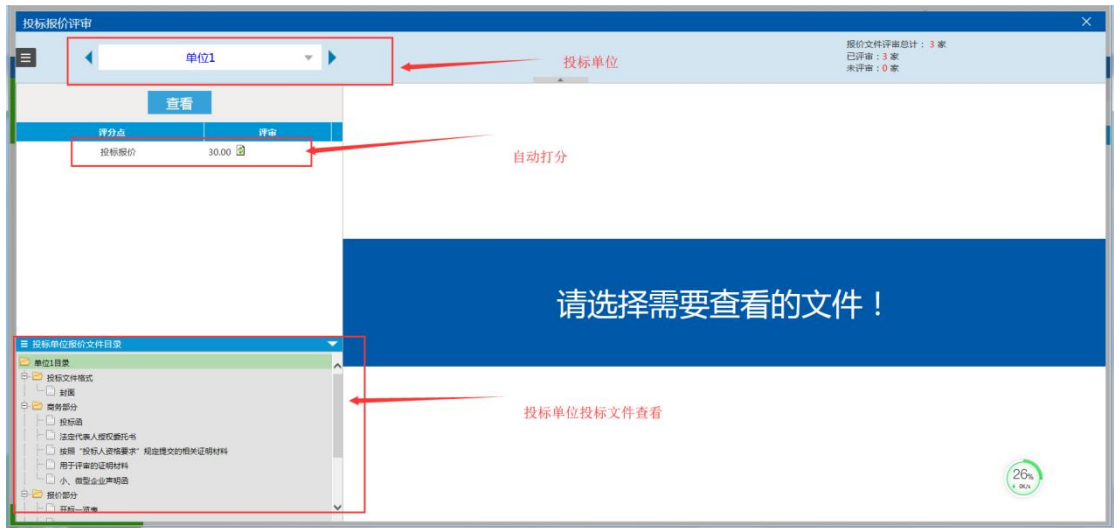 投标报价评审
单位1
投标单位
报价文件评审总计：3 家
已评审：3 家
未评审：0 家
查看
评分点 评审
投标报价 30.00
自动打分
请选择需要查看的文件！
投标单位报价文件目录
单位1目录
投标文件格式
封面
商务部分
投标函
法定代表人授权委托书
按照“投标人资格要求”规定提交的相关证明材料
用于评审的证明材料
小、微型企业声明函
报价部分
开标一览表
投标单位投标文件查看
26%
0K/s